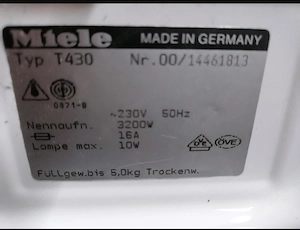 Miele MADE IN GERMANY
Typ T430 Nr.00/14461813
0871-B
~230V 50Hz
Nennaufn. 3200W
16A
Lampe max. 10W
ÖVE
Füllgew.bis 5,0kg Trockenw.